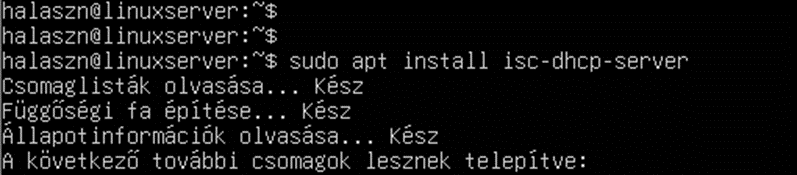 halaszn@linuxserver:~$
halaszn@linuxserver:~$
halaszn@linuxserver:~$ sudo apt install isc-dhcp-server
Csomaglisták olvasása... Kész
Függőségi fa építése... Kész
Állapotinformációk olvasása... Kész
A következő további csomagok lesznek telepítve: